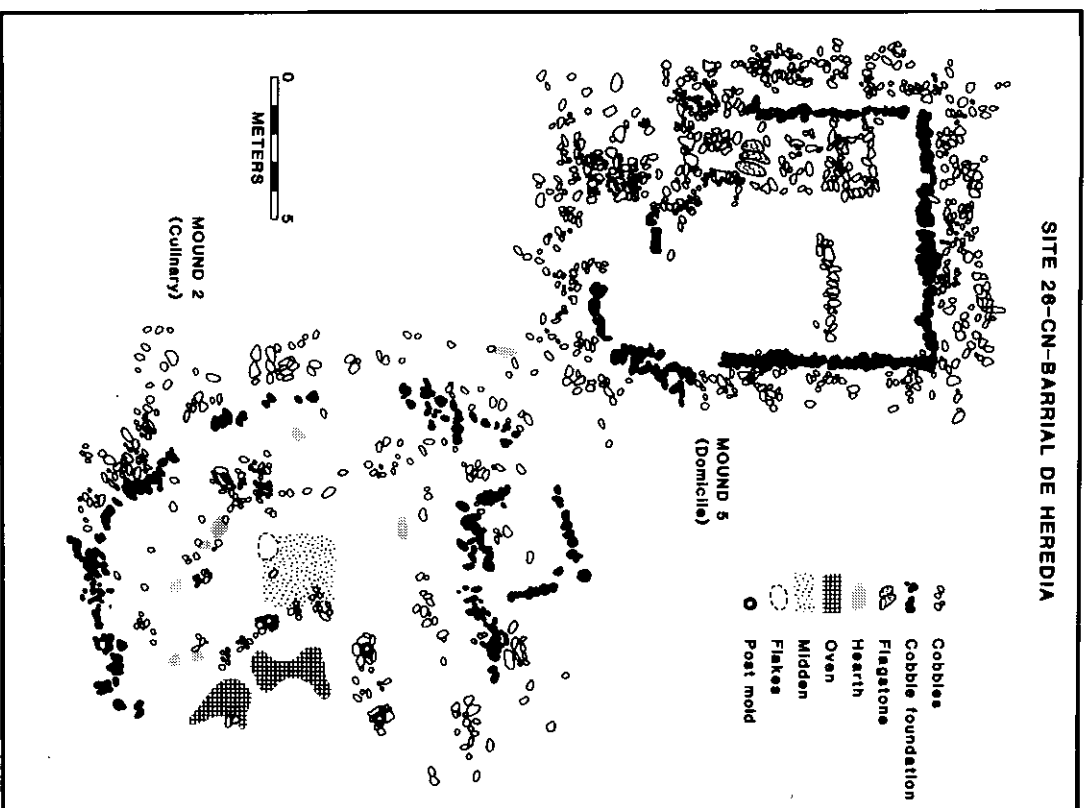 SITE 26-CN-BARRIAL DE HEREDIA
Cobbles
Cobble foundation
Flagstone
Hearth
Oven
Midden
Flakes
Post mold
MOUND 5
(Domicile)
0 5
METERS
MOUND 2
(Culinary)